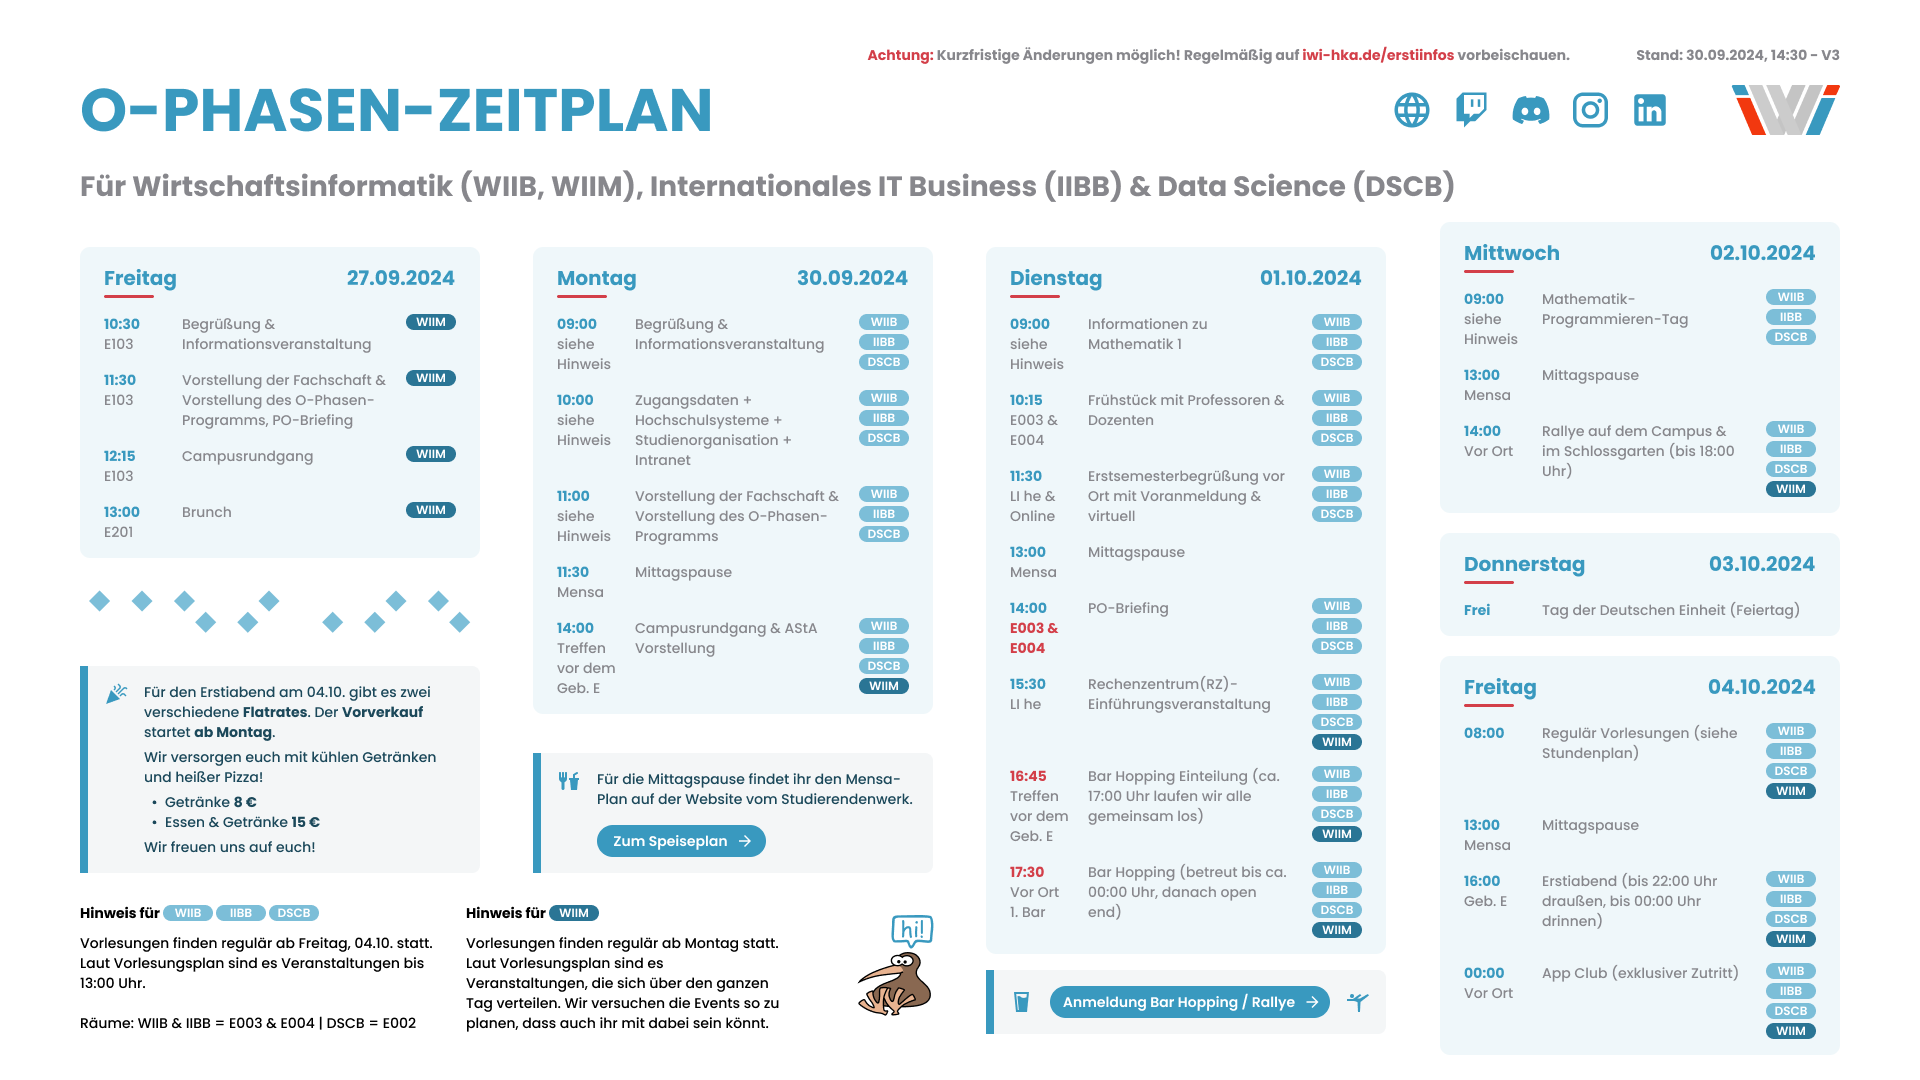 Achtung: Kurzfristige Änderungen möglich! Regelmäßig auf iwi-hka.de/erstiinfos vorbeischauen.
Stand: 30.09.2024, 14:30 - V3
O-PHASEN-ZEITPLAN
Für Wirtschaftsinformatik (WIIB, WIIM), Internationales IT Business (IIBB) & Data Science (DSCB)
Freitag 27.09.2024
10:30 Begrüßung & WIIM
E103 Informationsveranstaltung
11:30 Vorstellung der Fachschaft & WIIM
E103 Vorstellung des O-Phasen-
Programms, PO-Briefing
12:15 Campusrundgang WIIM
E103
13:00 Brunch WIIM
E201
Für den Erstiabend am 04.10. gibt es zwei
verschiedene Flatrates. Der Vorverkauf
startet ab Montag.
Wir versorgen euch mit kühlen Getränken
und heißer Pizza!
• Getränke 8 €
• Essen & Getränke 15 €
Wir freuen uns auf euch!
Hinweis für WIIB IIBB DSCB
Vorlesungen finden regulär ab Freitag, 04.10. statt.
Laut Vorlesungsplan sind es Veranstaltungen bis
13:00 Uhr.
Räume: WIIB & IIBB = E003 & E004 | DSCB = E002
Montag 30.09.2024
09:00 Begrüßung & WIIB
siehe Informationsveranstaltung IIBB
Hinweis DSCB
10:00 Zugangsdaten + WIIB
siehe Hochschulsysteme + IIBB
Hinweis Studienorganisation + DSCB
Intranet
11:00 Vorstellung der Fachschaft & WIIB
siehe Vorstellung des O-Phasen- IIBB
Hinweis Programms DSCB
11:30 Mittagspause
Mensa
14:00 Campusrundgang & AStA WIIB
Treffen Vorstellung IIBB
vor dem DSCB
Geb. E WIIM
Für die Mittagspause findet ihr den Mensa-
Plan auf der Website vom Studierendenwerk.
Zum Speiseplan
Hinweis für WIIM
Vorlesungen finden regulär ab Montag statt.
Laut Vorlesungsplan sind es
Veranstaltungen, die sich über den ganzen
Tag verteilen. Wir versuchen die Events so zu
planen, dass auch ihr mit dabei sein könnt.
hi!
Dienstag 01.10.2024
09:00 Informationen zu WIIB
siehe Mathematik 1 IIBB
Hinweis DSCB
10:15 Frühstück mit Professoren & WIIB
E003 & Dozenten IIBB
E004 DSCB
11:30 Erstsemesterbegrüßung vor WIIB
LI he & Ort mit Voranmeldung & IIBB
Online virtuell DSCB
13:00 Mittagspause
Mensa
14:00 PO-Briefing WIIB
E003 & IIBB
E004 DSCB
15:30 Rechenzentrum(RZ)- WIIB
LI he Einführungsveranstaltung IIBB
DSCB
WIIM
16:45 Bar Hopping Einteilung (ca. WIIB
Treffen 17:00 Uhr laufen wir alle IIBB
vor dem gemeinsam los) DSCB
Geb. E WIIM
17:30 Bar Hopping (betreut bis ca. WIIB
Vor Ort 00:00 Uhr, danach open IIBB
1. Bar end) DSCB
WIIM
Anmeldung Bar Hopping / Rallye
Mittwoch 02.10.2024
09:00 Mathematik- WIIB
siehe Programmieren-Tag IIBB
Hinweis DSCB
13:00 Mittagspause
Mensa
14:00 Rallye auf dem Campus & WIIB
Vor Ort im Schlossgarten (bis 18:00 IIBB
Uhr) DSCB
WIIM
Donnerstag 03.10.2024
Frei Tag der Deutschen Einheit (Feiertag)
Freitag 04.10.2024
08:00 Regulär Vorlesungen (siehe WIIB
Stundenplan) IIBB
DSCB
WIIM
13:00 Mittagspause
Mensa
16:00 Erstiabend (bis 22:00 Uhr WIIB
Geb. E draußen, bis 00:00 Uhr IIBB
drinnen) DSCB
WIIM
00:00 App Club (exklusiver Zutritt) WIIB
Vor Ort IIBB
DSCB
WIIM